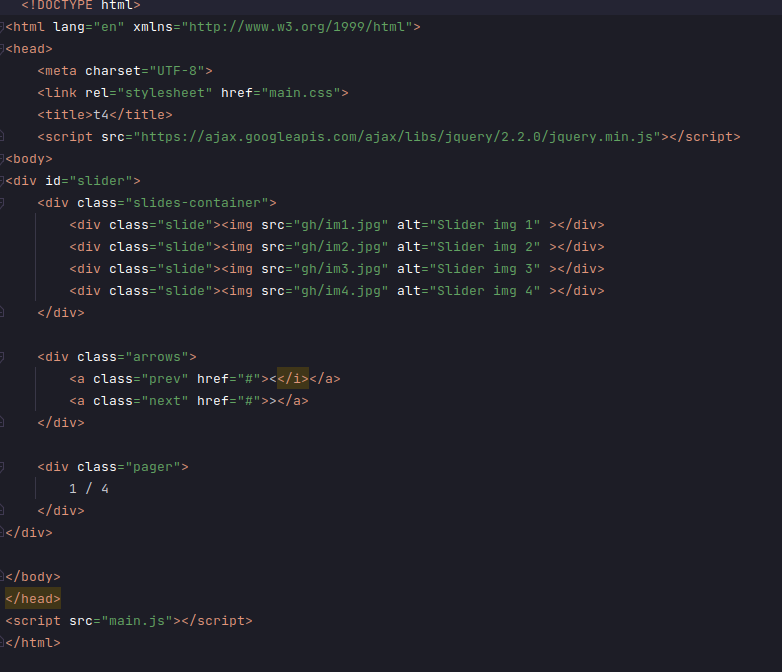 <!DOCTYPE html>
<html lang="en" xmlns="http://www.w3.org/1999/html">
<head>
    <meta charset="UTF-8">
    <link rel="stylesheet" href="main.css">
    <title>t4</title>
    <script src="https://ajax.googleapis.com/ajax/libs/jquery/2.2.0/jquery.min.js"></script>
<body>
<div id="slider">
    <div class="slides-container">
        <div class="slide"><img src="gh/im1.jpg" alt="Slider img 1" ></div>
        <div class="slide"><img src="gh/im2.jpg" alt="Slider img 2" ></div>
        <div class="slide"><img src="gh/im3.jpg" alt="Slider img 3" ></div>
        <div class="slide"><img src="gh/im4.jpg" alt="Slider img 4" ></div>
    </div>
    <div class="arrows">
        <a class="prev" href="#"><</i></a>
        <a class="next" href="#">></a>
    </div>
    <div class="pager">
        1 / 4
    </div>
</div>
</body>
</head>
<script src="main.js"></script>
</html>